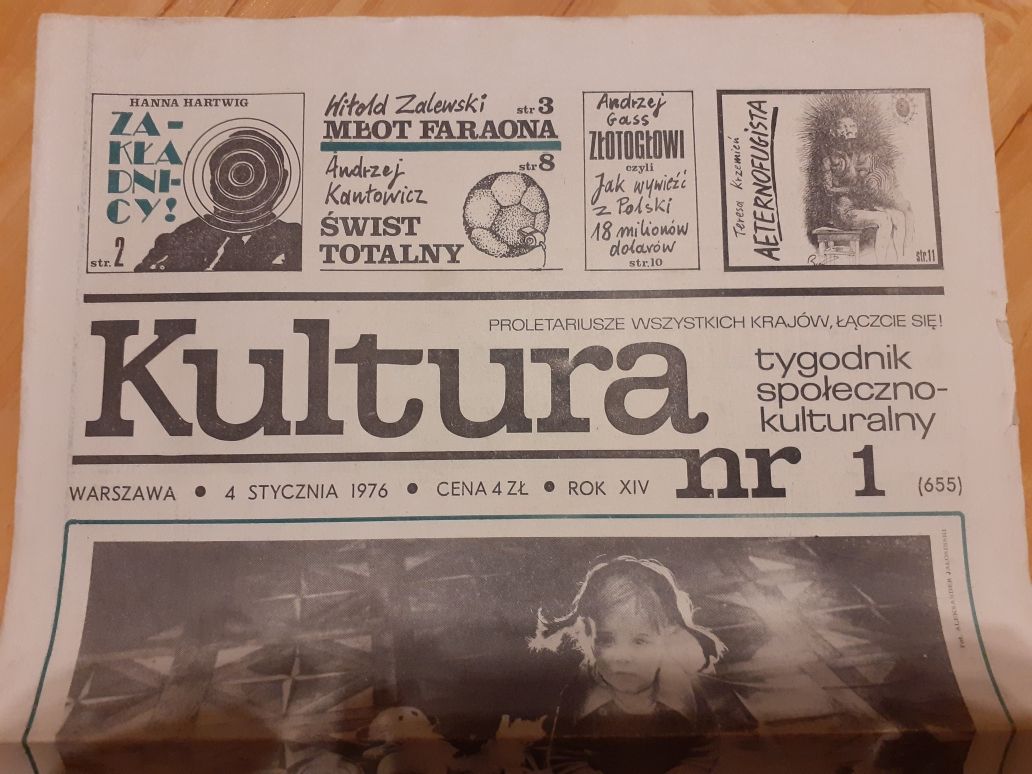 HANNA HARTWIG
ZA-
KŁA
DNI-
CY!
str. 2
Witold Zalewski str 3
MŁOT FARAONA
Andrzej str 8
Kantowicz
ŚWIST
TOTALNY
Andrzej
Gass
ZŁOTOGŁOWI
czyli
Jak wywieźć
z Polski
18 milionów
dolarów
str. 10
Teresa Krzemień
AETERNOFUGISTA
str. 11
PROLETARIUSZE WSZYSTKICH KRAJÓW, ŁĄCZCIE SIĘ!
Kultura
tygodnik
społeczno-
kulturalny
nr 1 (655)
WARSZAWA • 4 STYCZNIA 1976 • CENA 4 ZŁ • ROK XIV
Fot. ALEKSANDER JAŁOSIŃSKI